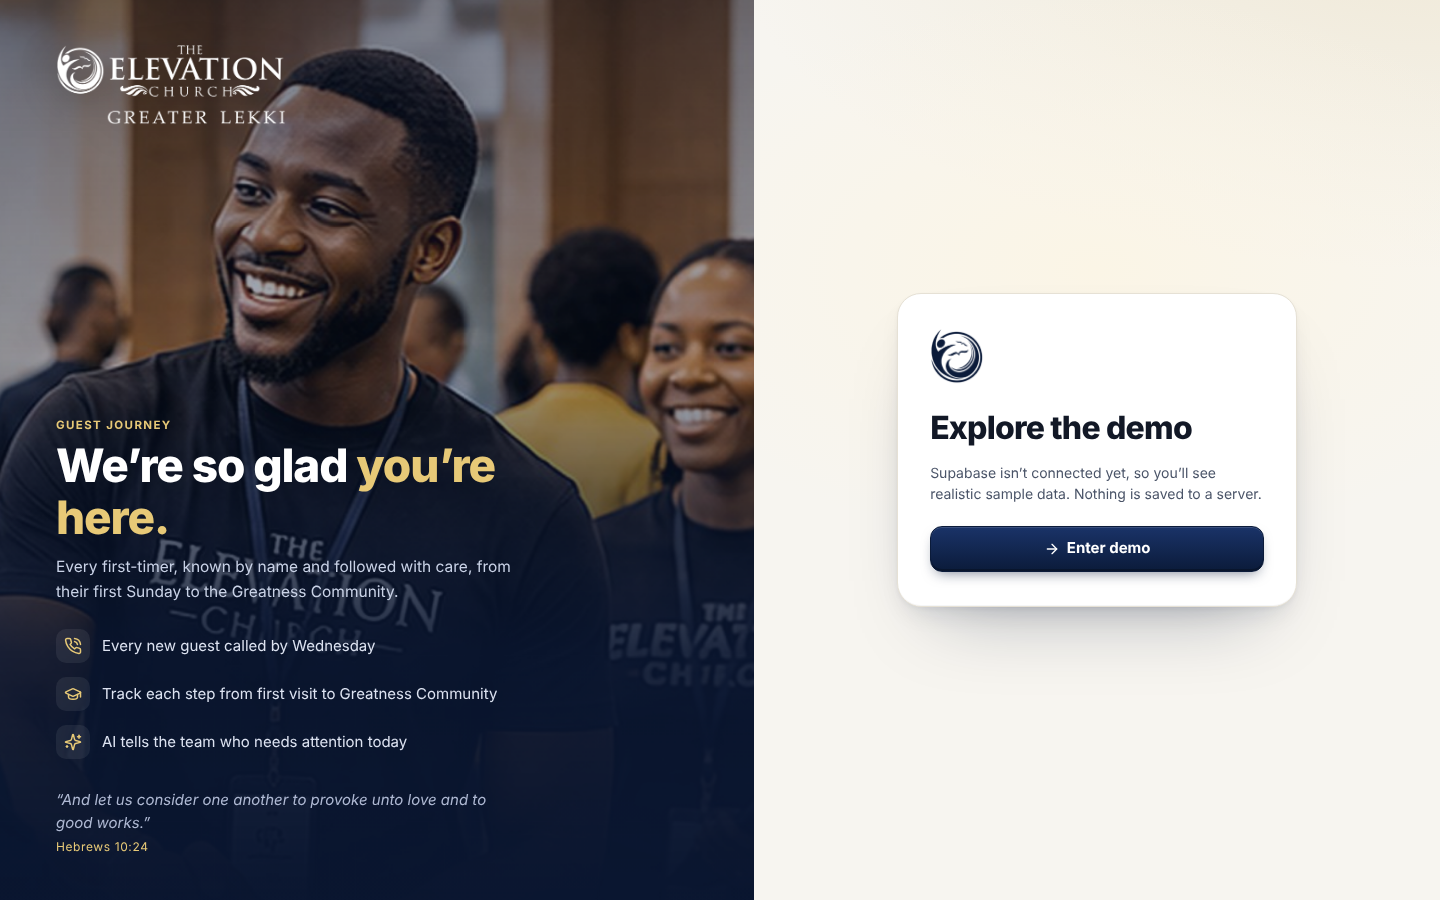 THE
ELEVATION
CHURCH
GREATER LEKKI
GUEST JOURNEY
We’re so glad you’re
here.
THE
ELEVATION
Every first-timer, known by name and followed with care, from
their first Sunday to the Greatness Community.
Every new guest called by Wednesday
Track each step from first visit to Greatness Community
AI tells the team who needs attention today
“And let us consider one another to provoke unto love and to
good works.”
Hebrews 10:24
Explore the demo
Supabase isn’t connected yet, so you’ll see
realistic sample data. Nothing is saved to a server.
Enter demo